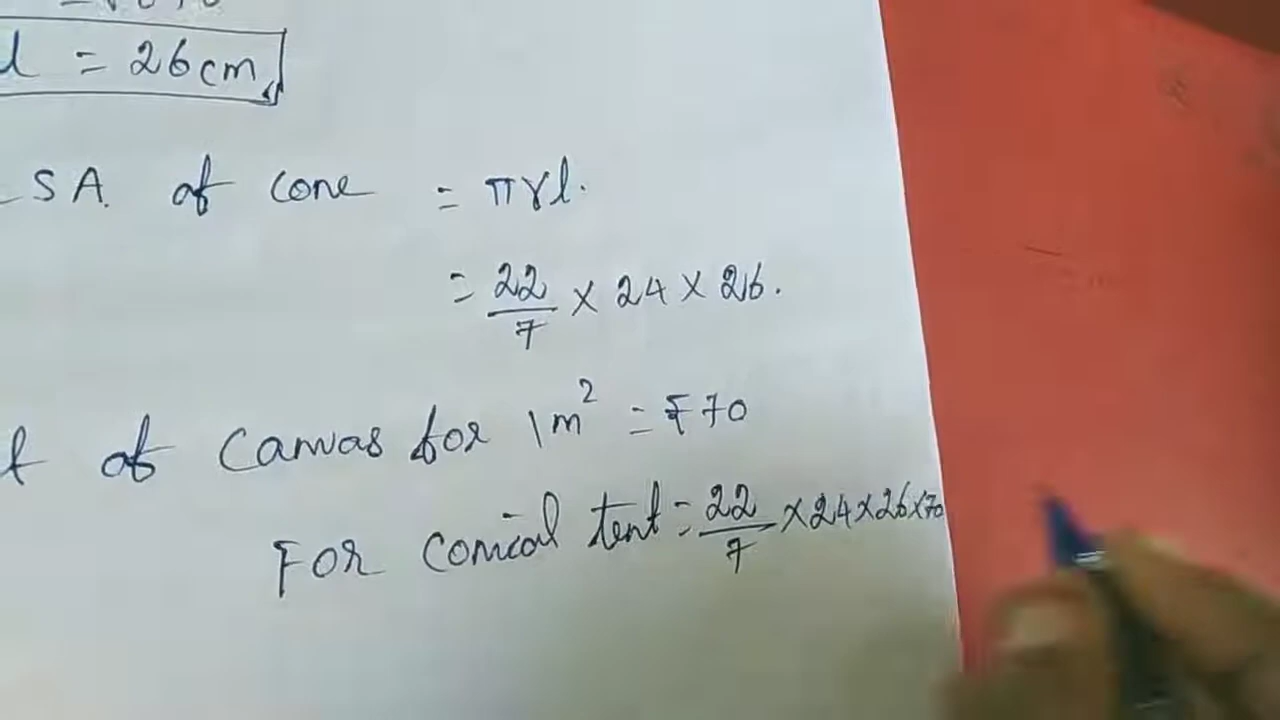 l = 26cm
SA. of cone = πrl.
= 22/7 × 24 × 26.
of Canvas for 1m² = ₹70
For conical tent = 22/7 ×24×26×70